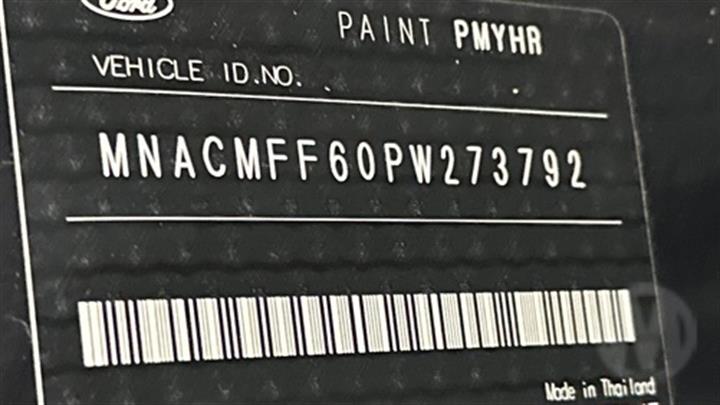 Ford
PAINT PMYHR
VEHICLE ID.NO.
MNACMFF60PW273792
Made in Thailand